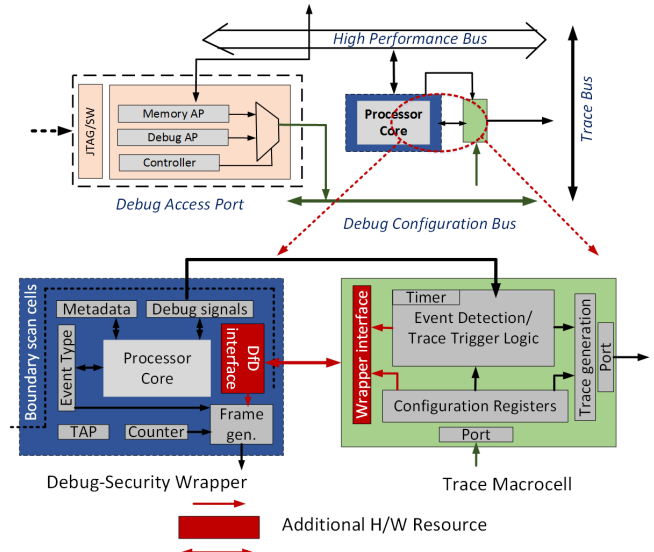 High Performance Bus
JTAG/SW
Memory AP
Debug AP
Controller
Processor
Core
Trace Bus
Debug Access Port
Debug Configuration Bus
Boundary scan cells
Metadata
Debug signals
Event Type
Processor
Core
DfD
interface
TAP
Counter
Frame
gen.
Wrapper interface
Timer
Event Detection/
Trace Trigger Logic
Configuration Registers
Trace generation
Port
Port
Debug-Security Wrapper
Trace Macrocell
Additional H/W Resource